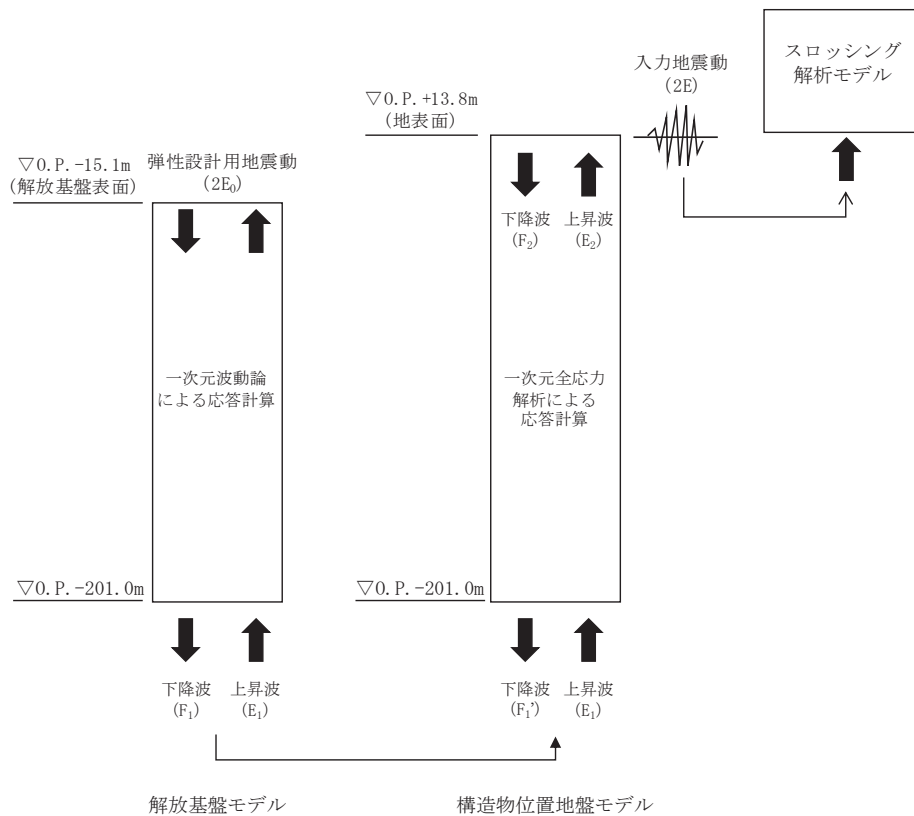 スロッシング
解析モデル
入力地震動
(2E)
▽O.P.+13.8m
(地表面)
▽O.P.-15.1m
(解放基盤表面)
弾性設計用地震動
(2E₀)
下降波
(F₂)
上昇波
(E₂)
一次元波動論
による応答計算
一次元全応力
解析による
応答計算
▽O.P.-201.0m
▽O.P.-201.0m
下降波
(F₁)
上昇波
(E₁)
下降波
(F₁')
上昇波
(E₁)
解放基盤モデル
構造物位置地盤モデル